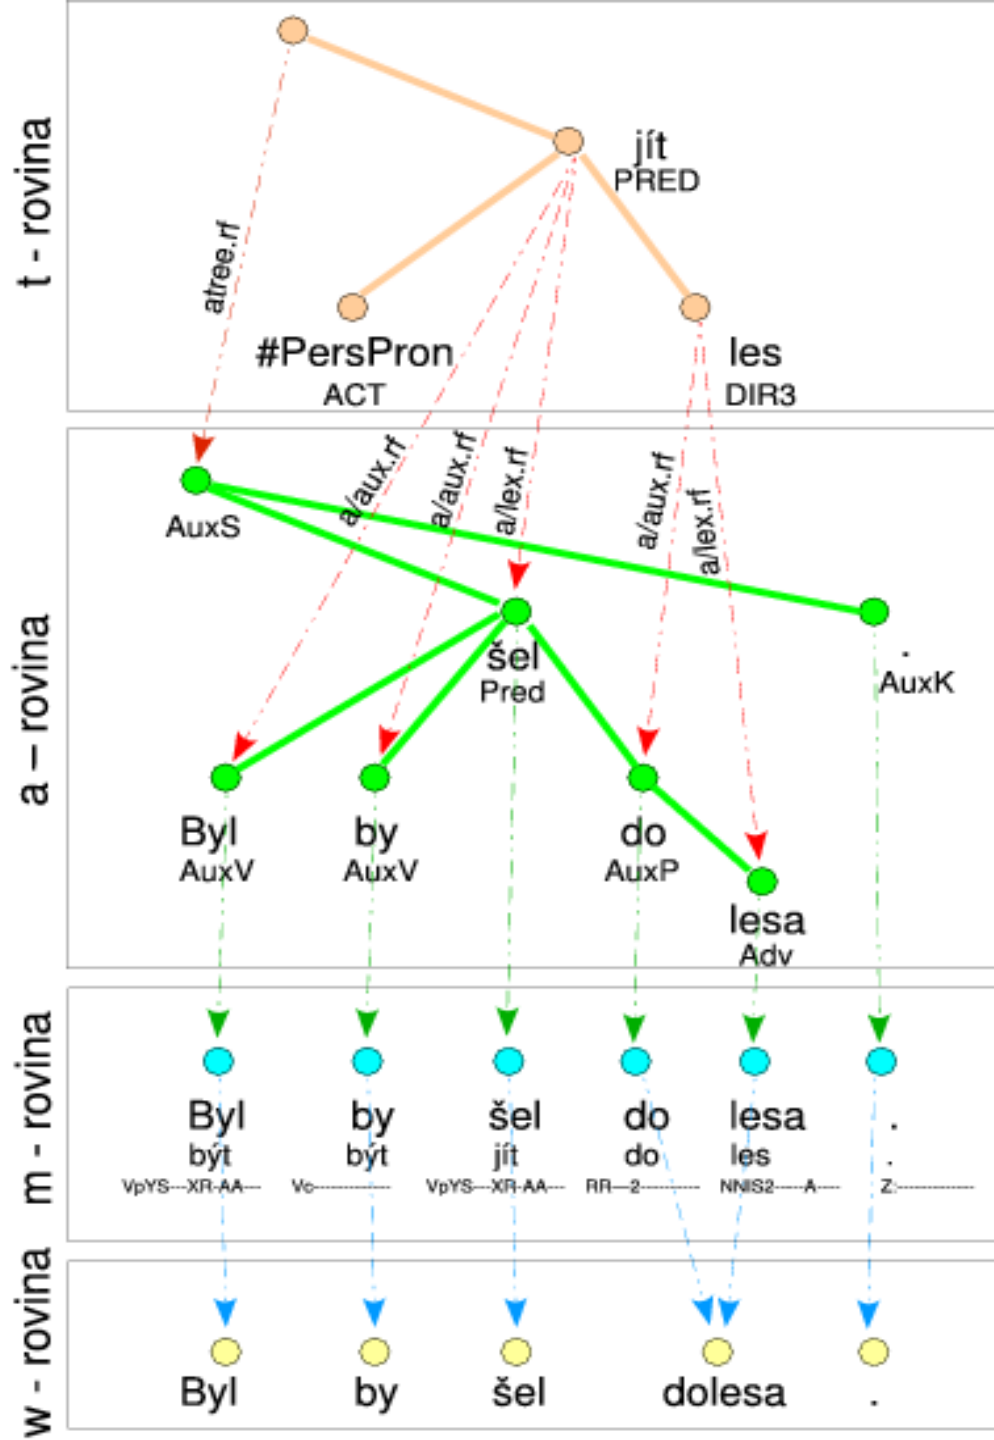 t - rovina
jít
PRED
atree.rf
#PersPron
ACT
les
DIR3
a – rovina
a/aux.rf
a/aux.rf
a/lex.rf
a/aux.rf
a/lex.rf
AuxS
šel
Pred
.
AuxK
Byl
AuxV
by
AuxV
do
AuxP
lesa
Adv
m - rovina
Byl by šel do lesa .
být být jít do les .
VpYS---XR-AA--- Vc------------- VpYS---XR-AA--- RR--2---------- NNIS2-----A---- Z:-------------
w - rovina
Byl by šel dolesa .